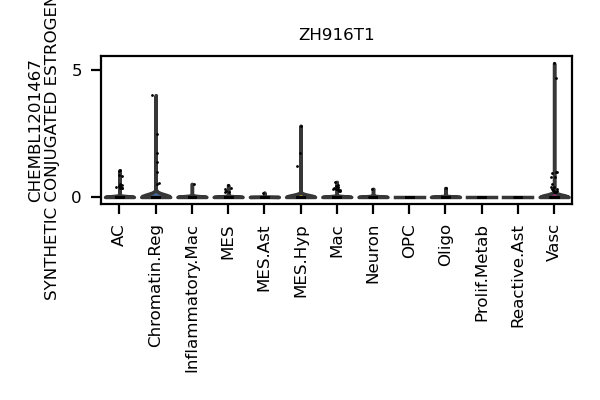 ZH916T1
CHEMBL1201467
SYNTHETIC CONJUGATED ESTROGEN
5
0
AC
Chromatin.Reg
Inflammatory.Mac
MES
MES.Ast
MES.Hyp
Mac
Neuron
OPC
Oligo
Prolif.Metab
Reactive.Ast
Vasc